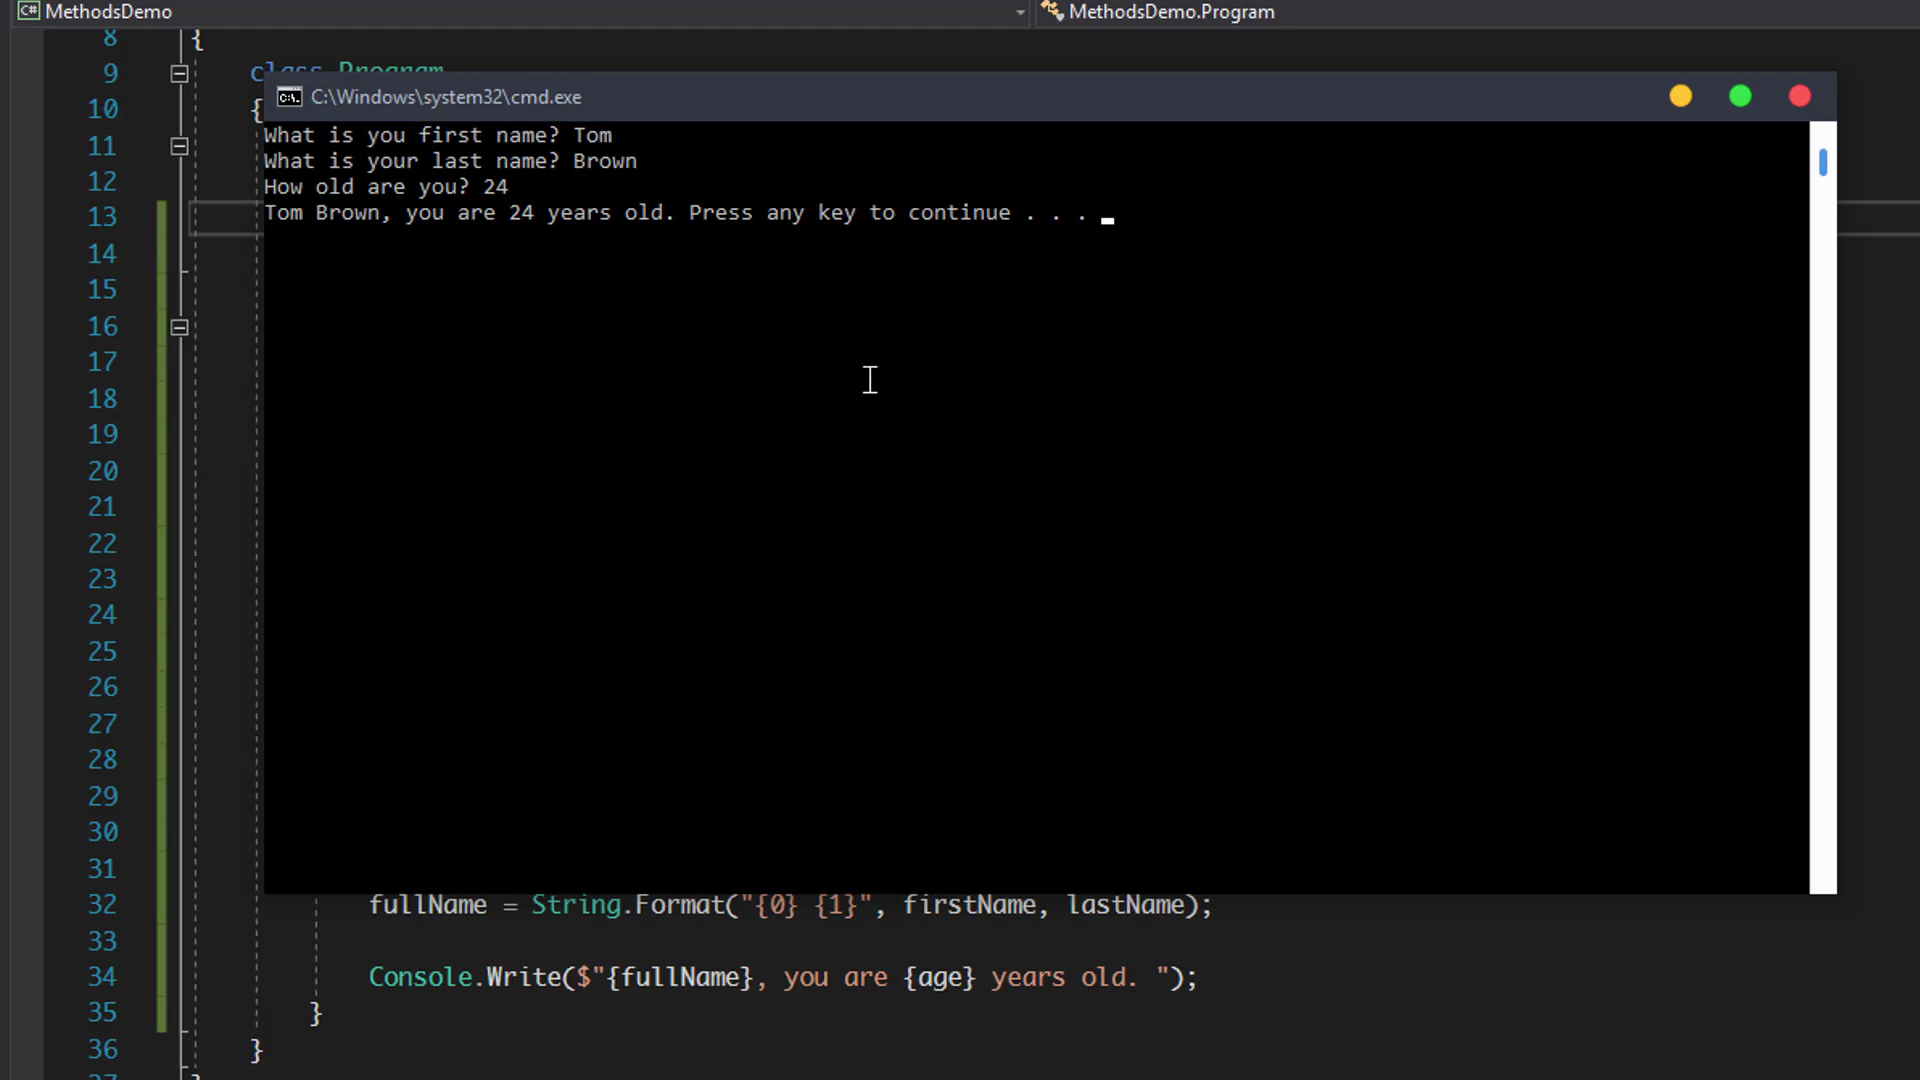 MethodsDemo
MethodsDemo.Program
8 {
9 class Program
C:\Windows\system32\cmd.exe
10 {
What is you first name? Tom
11
What is your last name? Brown
12
How old are you? 24
13
Tom Brown, you are 24 years old. Press any key to continue . . .
14
15
16
17
18
19
20
21
22
23
24
25
26
27
28
29
30
31
32 fullName = String.Format("{0} {1}", firstName, lastName);
33
34 Console.Write($"{fullName}, you are {age} years old. ");
35 }
36 }
37 }